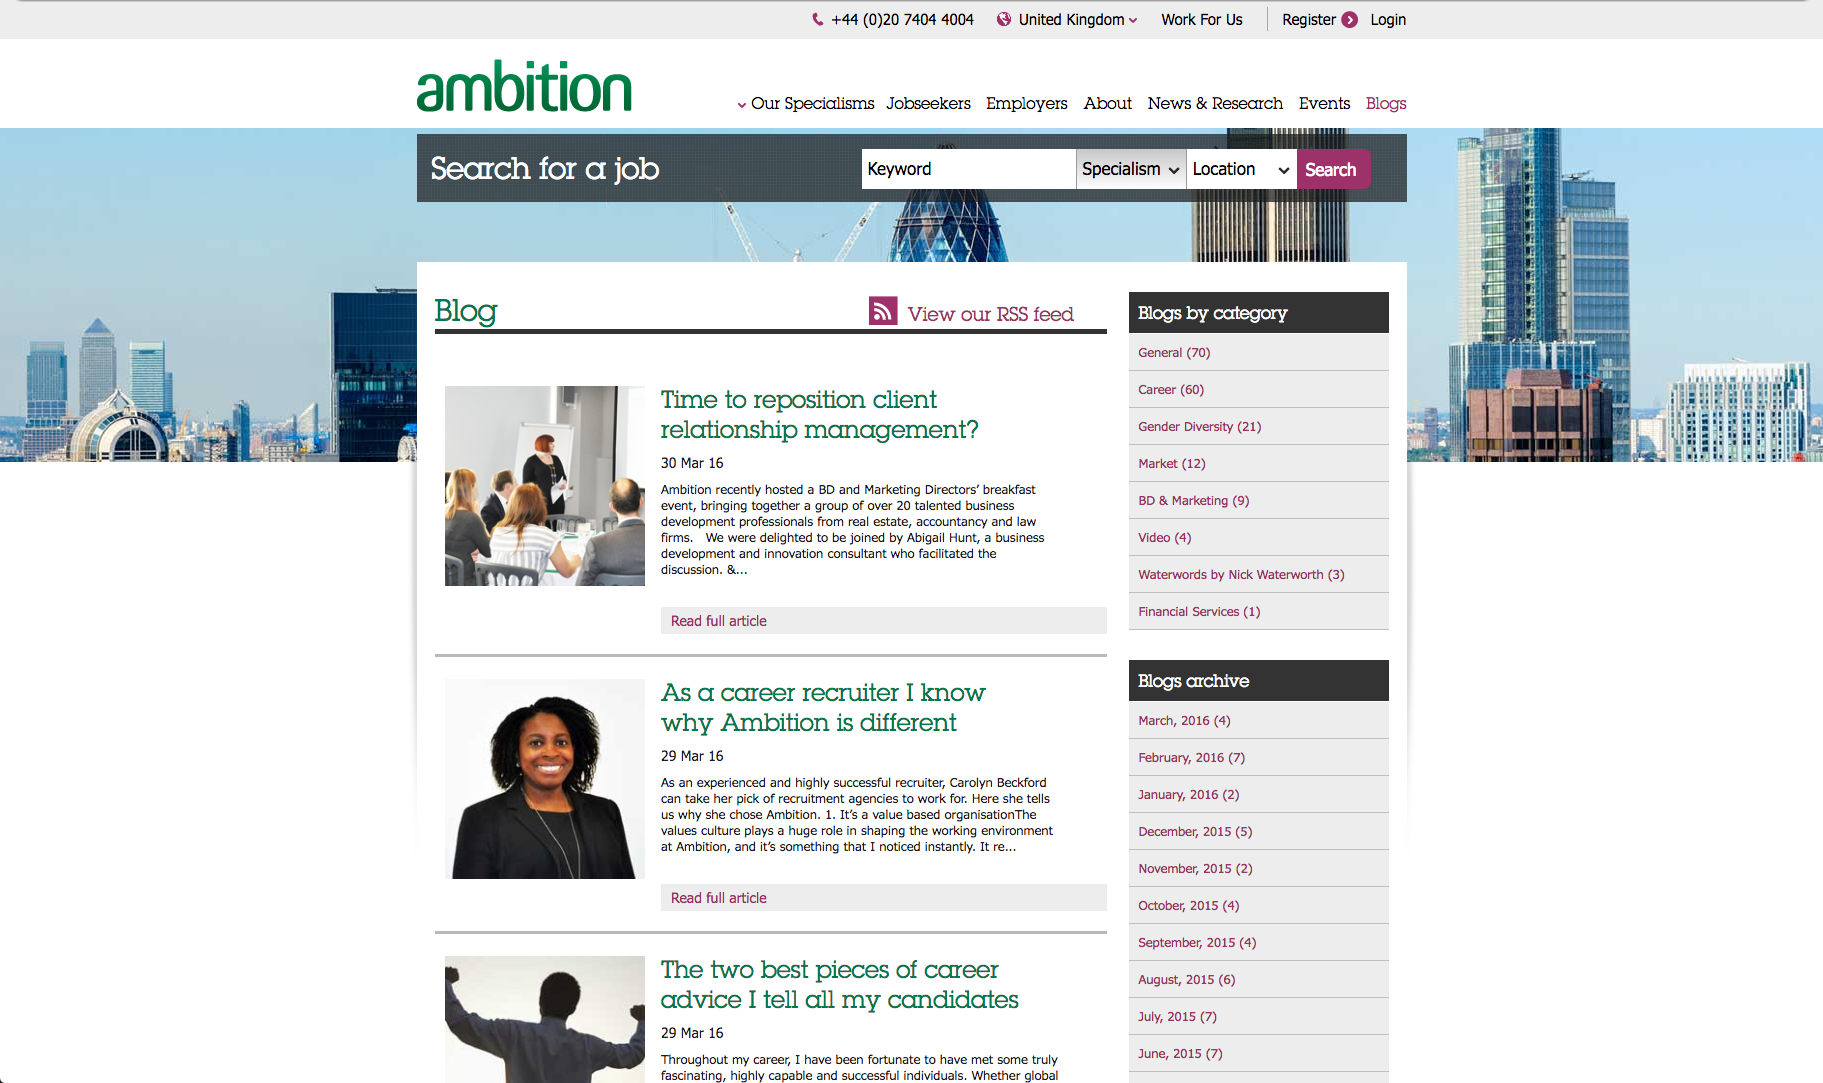 +44 (0)20 7404 4004 United Kingdom Work For Us Register Login
ambition
Our Specialisms Jobseekers Employers About News & Research Events Blogs
Search for a job Keyword Specialism Location Search
Blog View our RSS feed
Time to reposition client
relationship management?
30 Mar 16
Ambition recently hosted a BD and Marketing Directors’ breakfast
event, bringing together a group of over 20 talented business
development professionals from real estate, accountancy and law
firms.   We were delighted to be joined by Abigail Hunt, a business
development and innovation consultant who facilitated the
discussion. &...
Read full article
As a career recruiter I know
why Ambition is different
29 Mar 16
As an experienced and highly successful recruiter, Carolyn Beckford
can take her pick of recruitment agencies to work for. Here she tells
us why she chose Ambition. 1. It’s a value based organisationThe
values culture plays a huge role in shaping the working environment
at Ambition, and it’s something that I noticed instantly. It re...
Read full article
The two best pieces of career
advice I tell all my candidates
29 Mar 16
Throughout my career, I have been fortunate to have met some truly
fascinating, highly capable and successful individuals. Whether global
Blogs by category
General (70)
Career (60)
Gender Diversity (21)
Market (12)
BD & Marketing (9)
Video (4)
Waterwords by Nick Waterworth (3)
Financial Services (1)
Blogs archive
March, 2016 (4)
February, 2016 (7)
January, 2016 (2)
December, 2015 (5)
November, 2015 (2)
October, 2015 (4)
September, 2015 (4)
August, 2015 (6)
July, 2015 (7)
June, 2015 (7)